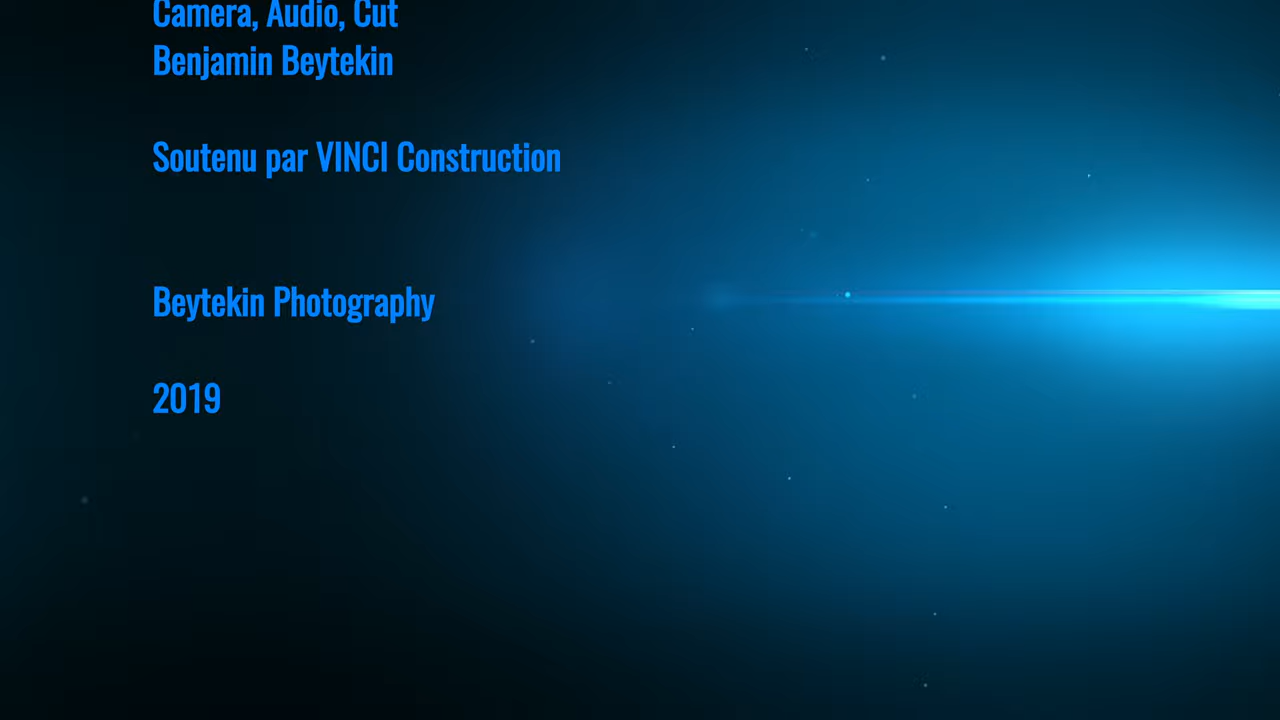 Camera, Audio, Cut
Benjamin Beytekin
Soutenu par VINCI Construction
Beytekin Photography
2019